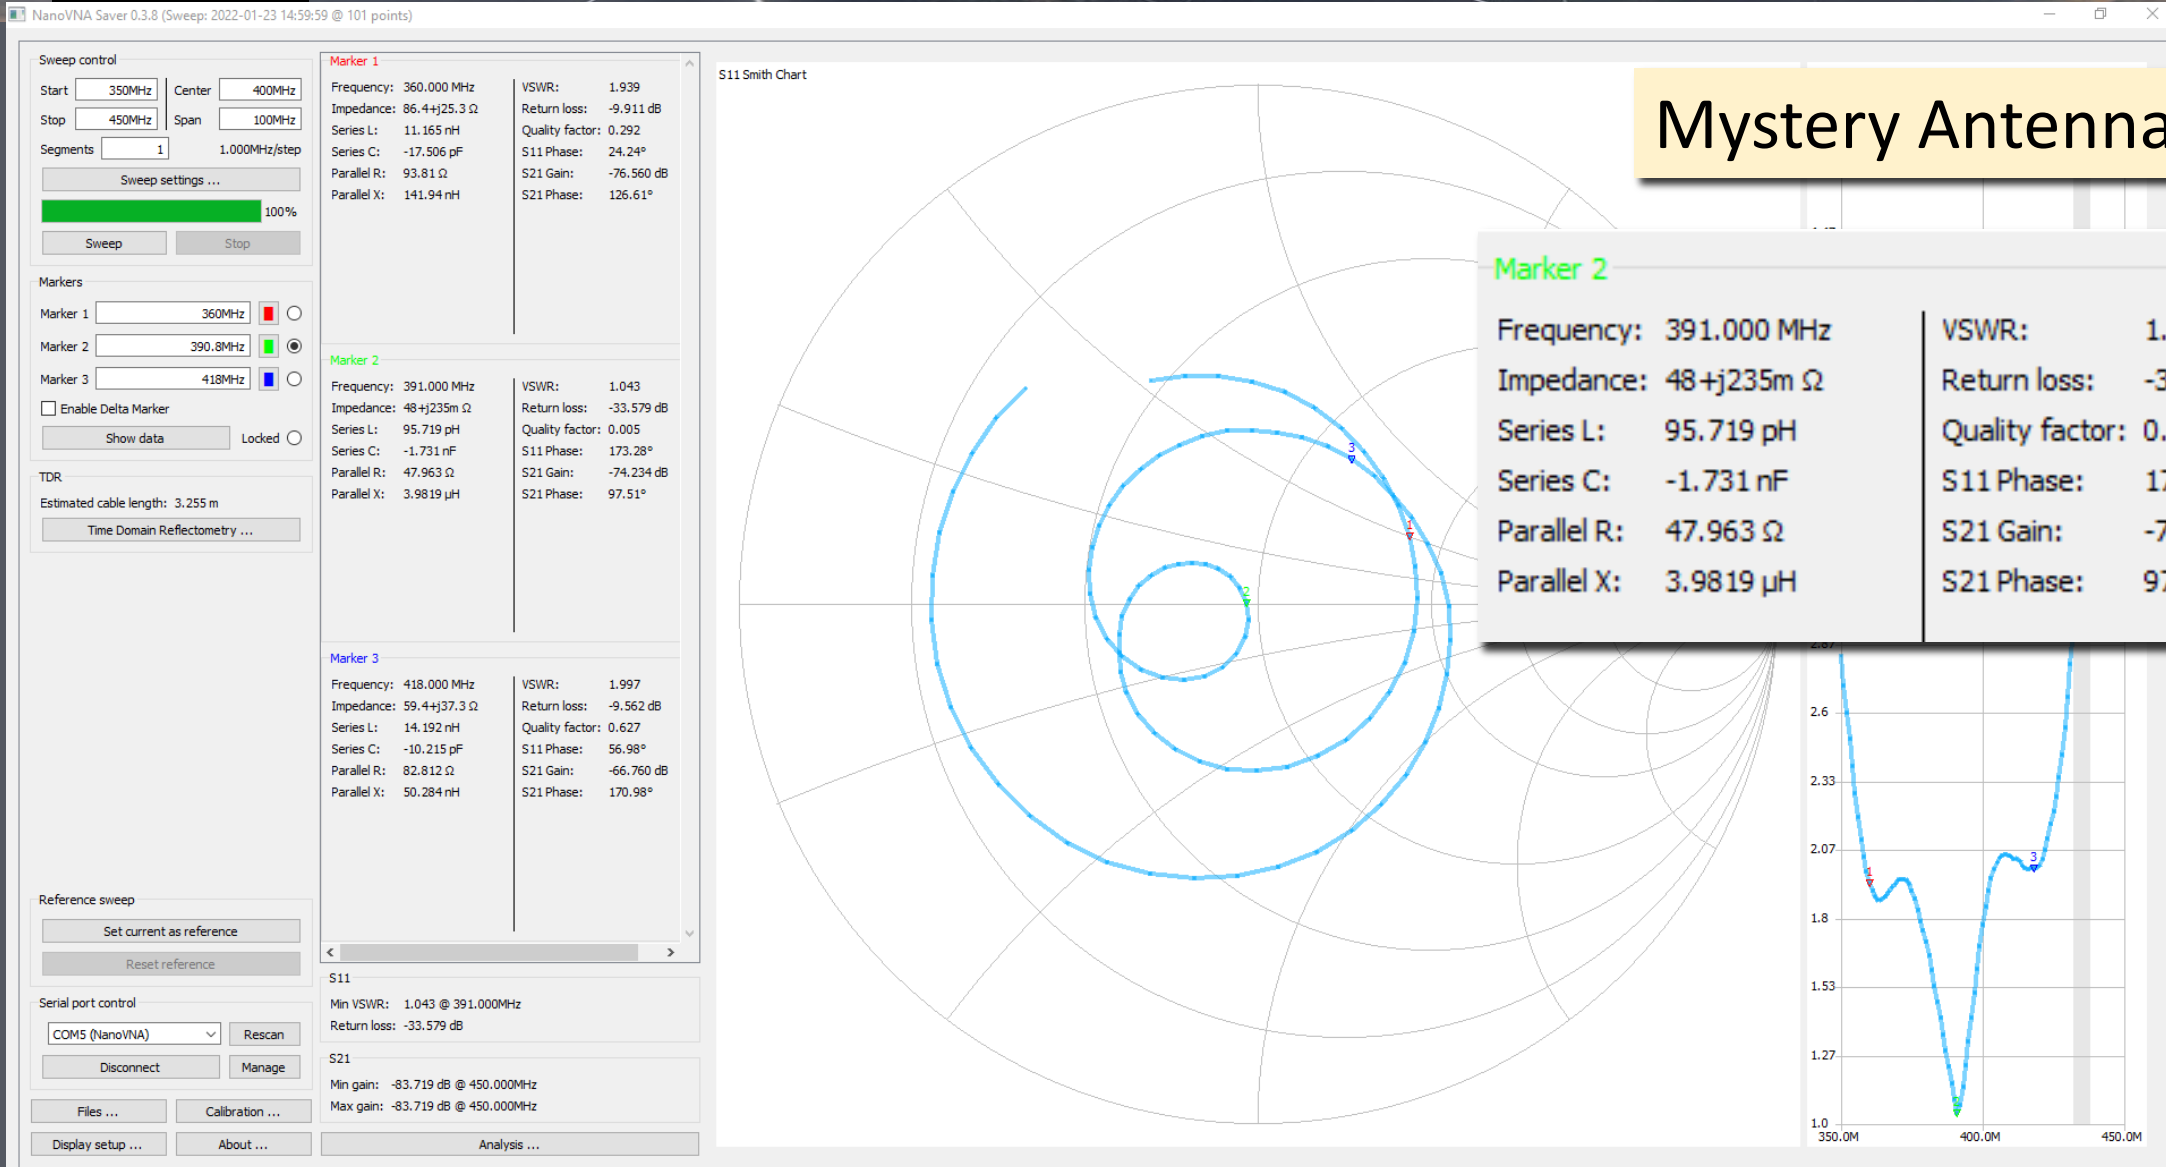 NanoVNA Saver 0.3.8 (Sweep: 2022-01-23 14:59:59 @ 101 points)
Sweep control
Start 350MHz Center 400MHz
Stop 450MHz Span 100MHz
Segments 1 1.000MHz/step
Sweep settings ...
100%
Sweep Stop
Markers
Marker 1 360MHz
Marker 2 390.8MHz
Marker 3 418MHz
Enable Delta Marker
Show data Locked
TDR
Estimated cable length: 3.255 m
Time Domain Reflectometry ...
Reference sweep
Set current as reference
Reset reference
Serial port control
COM5 (NanoVNA) Rescan
Disconnect Manage
Files ... Calibration ...
Display setup ... About ...
Marker 1
Frequency: 360.000 MHz VSWR: 1.939
Impedance: 86.4+j25.3 Ω Return loss: -9.911 dB
Series L: 11.165 nH Quality factor: 0.292
Series C: -17.506 pF S11 Phase: 24.24°
Parallel R: 93.81 Ω S21 Gain: -76.560 dB
Parallel X: 141.94 nH S21 Phase: 126.61°
Marker 2
Frequency: 391.000 MHz VSWR: 1.043
Impedance: 48+j235m Ω Return loss: -33.579 dB
Series L: 95.719 pH Quality factor: 0.005
Series C: -1.731 nF S11 Phase: 173.28°
Parallel R: 47.963 Ω S21 Gain: -74.234 dB
Parallel X: 3.9819 µH S21 Phase: 97.51°
Marker 3
Frequency: 418.000 MHz VSWR: 1.997
Impedance: 59.4+j37.3 Ω Return loss: -9.562 dB
Series L: 14.192 nH Quality factor: 0.627
Series C: -10.215 pF S11 Phase: 56.98°
Parallel R: 82.812 Ω S21 Gain: -66.760 dB
Parallel X: 50.284 nH S21 Phase: 170.98°
S11
Min VSWR: 1.043 @ 391.000MHz
Return loss: -33.579 dB
S21
Min gain: -83.719 dB @ 450.000MHz
Max gain: -83.719 dB @ 450.000MHz
Analysis ...
S11 Smith Chart
3
1
2
Mystery Antenna
Marker 2
Frequency: 391.000 MHz VSWR: 1.
Impedance: 48+j235m Ω Return loss: -3
Series L: 95.719 pH Quality factor: 0.
Series C: -1.731 nF S11 Phase: 17
Parallel R: 47.963 Ω S21 Gain: -7
Parallel X: 3.9819 µH S21 Phase: 97
2.87
2.6
2.33
2.07
1.8
1.53
1.27
1.0
1
3
350.0M 400.0M 450.0M